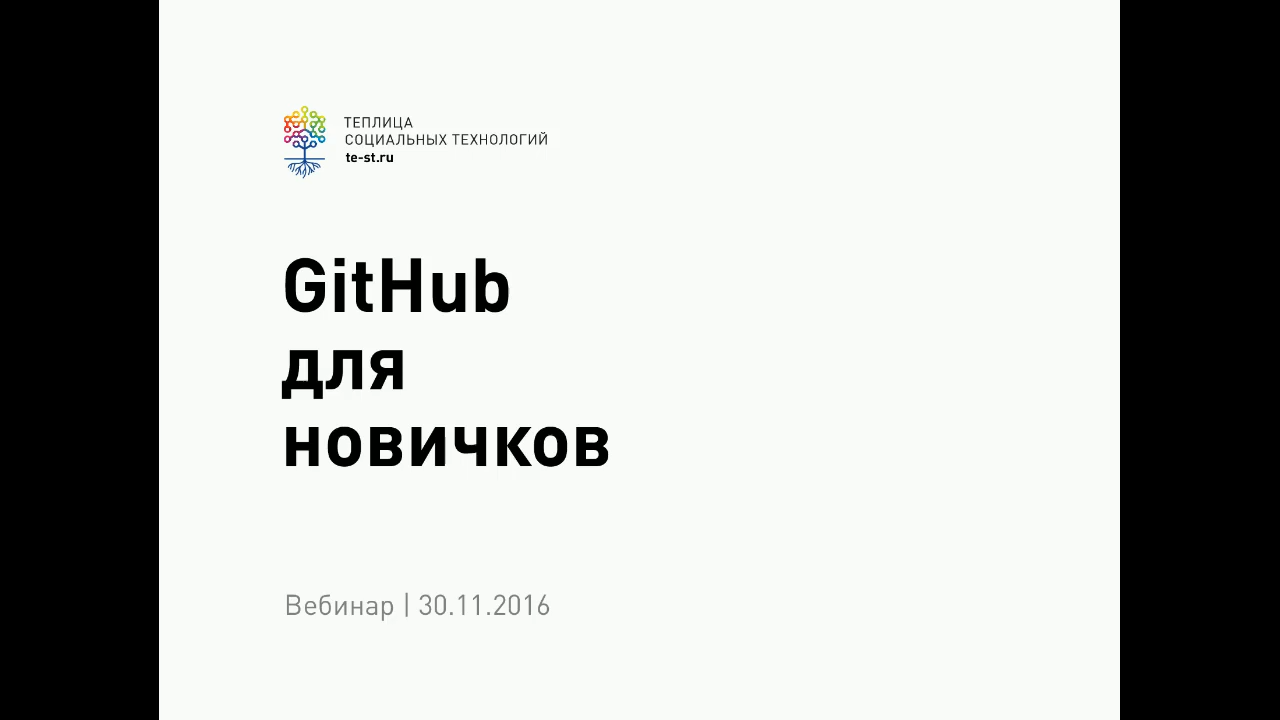 ТЕПЛИЦА
СОЦИАЛЬНЫХ ТЕХНОЛОГИЙ
te-st.ru
GitHub
для
новичков
Вебинар | 30.11.2016